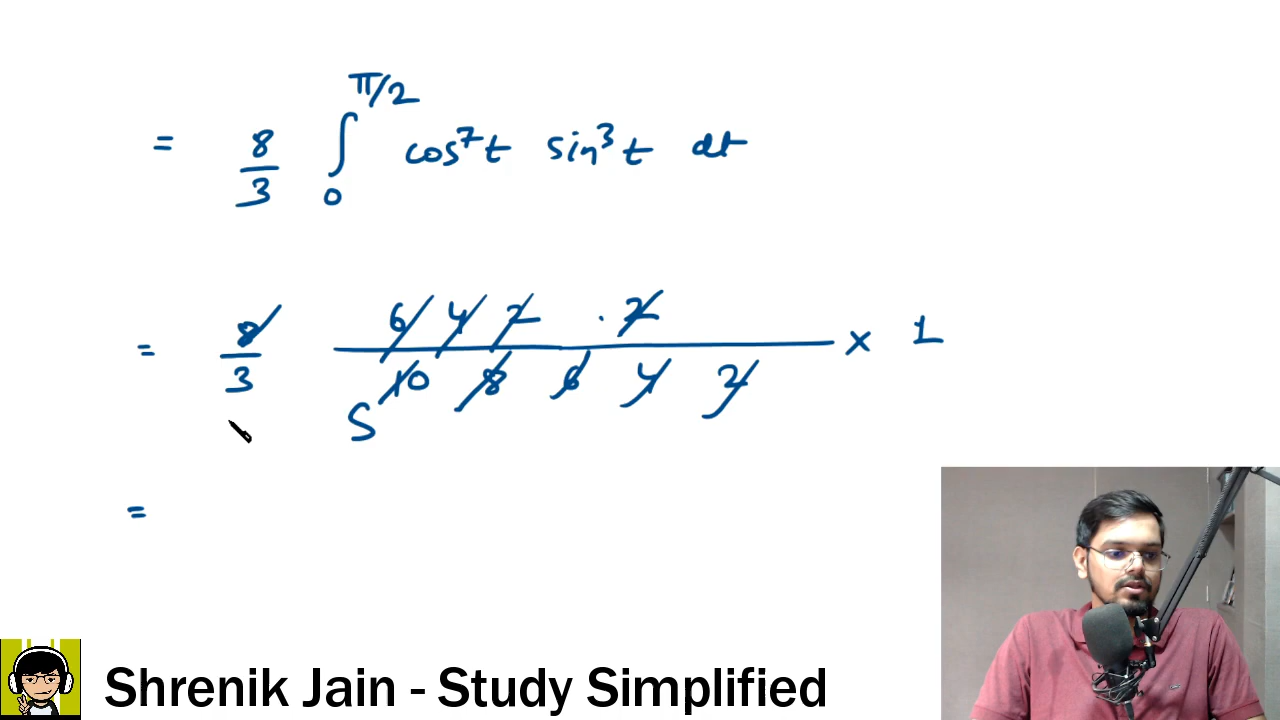 = 8/3 ∫₀^π/2 cos⁷t sin³t dt
= 8/3 6 4 2 . 2 / 10 8 6 4 2 × 1
5
=
Shrenik Jain - Study Simplified